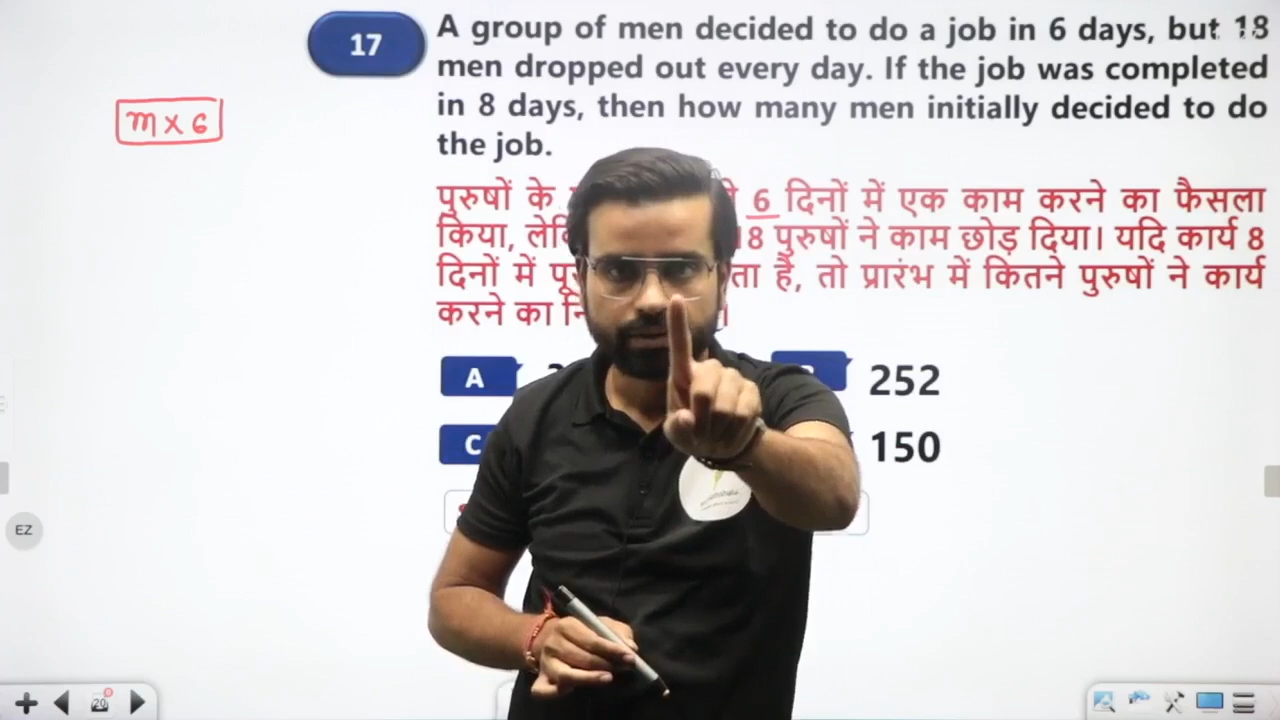 17
A group of men decided to do a job in 6 days, but 18
men dropped out every day. If the job was completed
in 8 days, then how many men initially decided to do
the job.
m x 6
पुरुषों के 6 दिनों में एक काम करने का फैसला
किया, 18 पुरुषों ने काम छोड़ दिया। यदि कार्य 8
दिनों में है, तो प्रारंभ में कितने पुरुषों ने कार्य
करने का
A
252
C
150
EZ
20